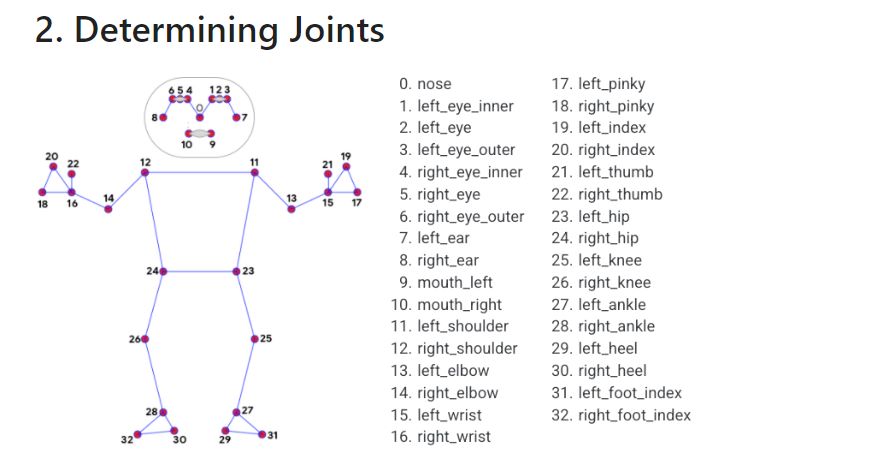 2. Determining Joints
6 5 4 1 2 3
0
8 7
10 9
20 22 12 11 21 19
18 16 14 13 15 17
24 23
26 25
28 27
32 30 29 31
0. nose
1. left_eye_inner
2. left_eye
3. left_eye_outer
4. right_eye_inner
5. right_eye
6. right_eye_outer
7. left_ear
8. right_ear
9. mouth_left
10. mouth_right
11. left_shoulder
12. right_shoulder
13. left_elbow
14. right_elbow
15. left_wrist
16. right_wrist
17. left_pinky
18. right_pinky
19. left_index
20. right_index
21. left_thumb
22. right_thumb
23. left_hip
24. right_hip
25. left_knee
26. right_knee
27. left_ankle
28. right_ankle
29. left_heel
30. right_heel
31. left_foot_index
32. right_foot_index